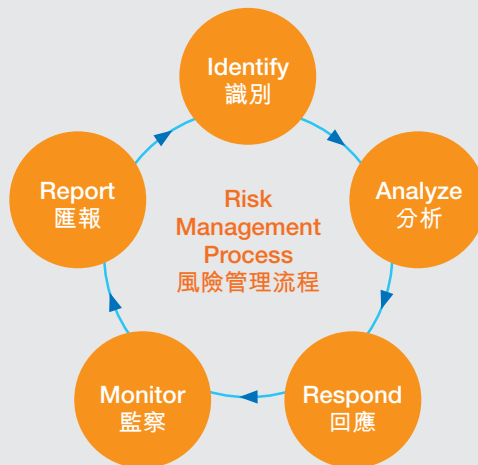 Identify
識別
Analyze
分析
Respond
回應
Monitor
監察
Report
匯報
Risk
Management
Process
風險管理流程